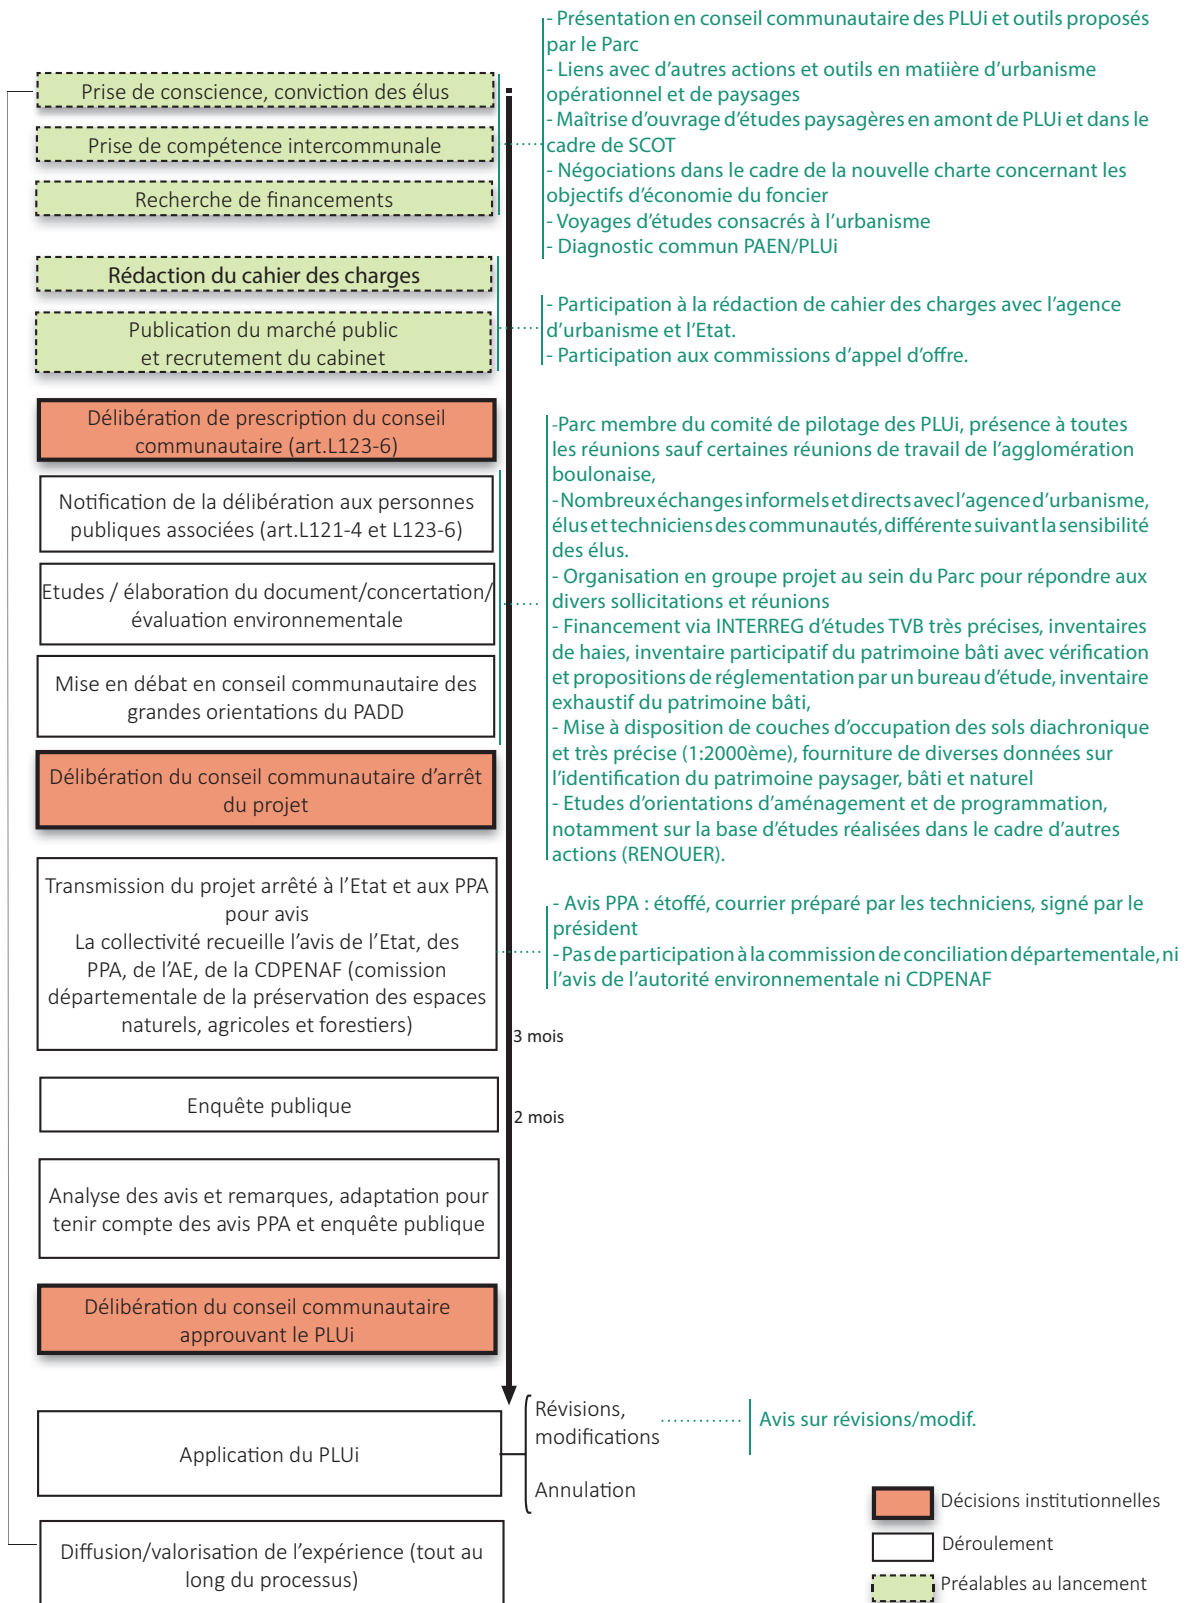 - Présentation en conseil communautaire des PLUi et outils proposés
par le Parc
- Liens avec d'autres actions et outils en matiière d'urbanisme
opérationnel et de paysages
- Maîtrise d'ouvrage d'études paysagères en amont de PLUi et dans le
cadre de SCOT
- Négociations dans le cadre de la nouvelle charte concernant les
objectifs d'économie du foncier
- Voyages d'études consacrés à l'urbanisme
- Diagnostic commun PAEN/PLUi
Prise de conscience, conviction des élus
Prise de compétence intercommunale
Recherche de financements
Rédaction du cahier des charges
Publication du marché public
et recrutement du cabinet
- Participation à la rédaction de cahier des charges avec l'agence
d'urbanisme et l'Etat.
- Participation aux commissions d'appel d'offre.
Délibération de prescription du conseil
communautaire (art.L123-6)
Notification de la délibération aux personnes
publiques associées (art.L121-4 et L123-6)
Etudes / élaboration du document/concertation/
évaluation environnementale
Mise en débat en conseil communautaire des
grandes orientations du PADD
Délibération du conseil communautaire d'arrêt
du projet
-Parc membre du comité de pilotage des PLUi, présence à toutes
les réunions sauf certaines réunions de travail de l'agglomération
boulonaise,
-Nombreux échanges informels et directs avec l'agence d'urbanisme,
élus et techniciens des communautés, différente suivant la sensibilité
des élus.
- Organisation en groupe projet au sein du Parc pour répondre aux
divers sollicitations et réunions
- Financement via INTERREG d'études TVB très précises, inventaires
de haies, inventaire participatif du patrimoine bâti avec vérification
et propositions de réglementation par un bureau d'étude, inventaire
exhaustif du patrimoine bâti,
- Mise à disposition de couches d'occupation des sols diachronique
et très précise (1:2000ème), fourniture de diverses données sur
l'identification du patrimoine paysager, bâti et naturel
- Etudes d'orientations d'aménagement et de programmation,
notamment sur la base d'études réalisées dans le cadre d'autres
actions (RENOUER).
Transmission du projet arrêté à l'Etat et aux PPA
pour avis
La collectivité recueille l'avis de l'Etat, des
PPA, de l'AE, de la CDPENAF (comission
départementale de la préservation des espaces
naturels, agricoles et forestiers)
- Avis PPA : étoffé, courrier préparé par les techniciens, signé par le
président
- Pas de participation à la commission de conciliation départementale, ni
l'avis de l'autorité environnementale ni CDPENAF
3 mois
Enquête publique
2 mois
Analyse des avis et remarques, adaptation pour
tenir compte des avis PPA et enquête publique
Délibération du conseil communautaire
approuvant le PLUi
Application du PLUi
Révisions,
modifications
Annulation
Avis sur révisions/modif.
Diffusion/valorisation de l'expérience (tout au
long du processus)
Décisions institutionnelles
Déroulement
Préalables au lancement